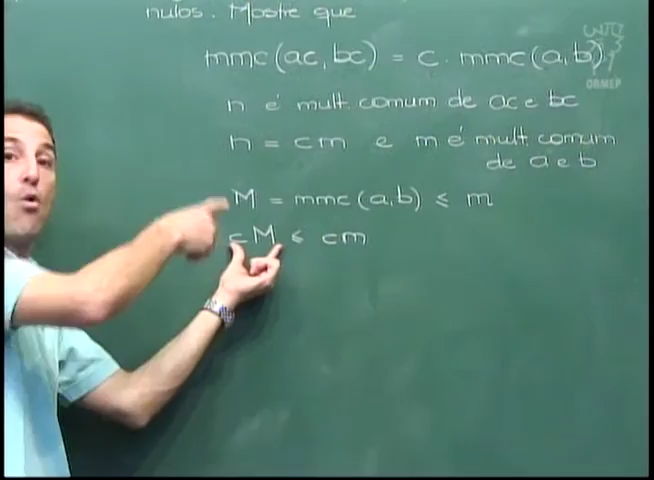 nulos. Mostre que
mmc(ac, bc) = c. mmc(a, b)
n é mult. comum de ac e bc
n = cm e m é mult. comum
de a e b
M = mmc(a,b) ≤ m
cM ≤ cm
OBMEP